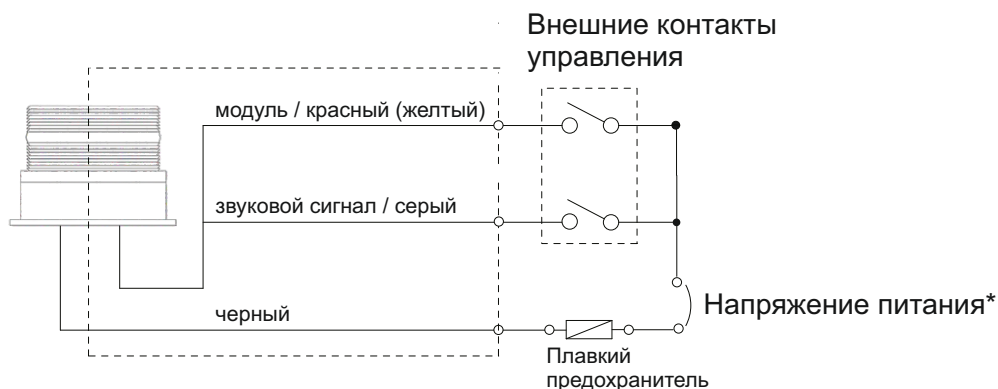 Внешние контакты
управления
модуль / красный (желтый)
звуковой сигнал / серый
черный
Напряжение питания*
Плавкий
предохранитель